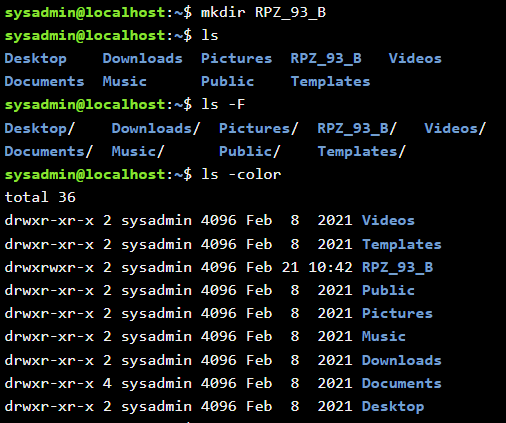 sysadmin@localhost:~$ mkdir RPZ_93_B
sysadmin@localhost:~$ ls
Desktop    Downloads  Pictures  RPZ_93_B   Videos
Documents  Music      Public    Templates
sysadmin@localhost:~$ ls -F
Desktop/    Downloads/  Pictures/  RPZ_93_B/   Videos/
Documents/  Music/      Public/    Templates/
sysadmin@localhost:~$ ls -color
total 36
drwxr-xr-x 2 sysadmin 4096 Feb  8  2021 Videos
drwxr-xr-x 2 sysadmin 4096 Feb  8  2021 Templates
drwxrwxr-x 2 sysadmin 4096 Feb 21 10:42 RPZ_93_B
drwxr-xr-x 2 sysadmin 4096 Feb  8  2021 Public
drwxr-xr-x 2 sysadmin 4096 Feb  8  2021 Pictures
drwxr-xr-x 2 sysadmin 4096 Feb  8  2021 Music
drwxr-xr-x 2 sysadmin 4096 Feb  8  2021 Downloads
drwxr-xr-x 4 sysadmin 4096 Feb  8  2021 Documents
drwxr-xr-x 2 sysadmin 4096 Feb  8  2021 Desktop